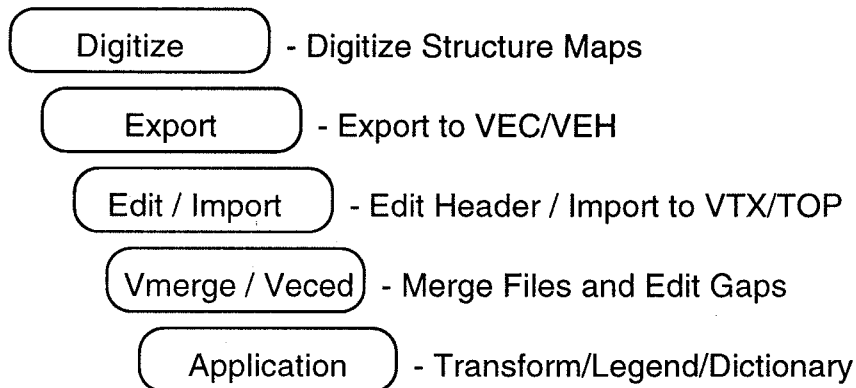 Digitize - Digitize Structure Maps
Export - Export to VEC/VEH
Edit / Import - Edit Header / Import to VTX/TOP
Vmerge / Veced - Merge Files and Edit Gaps
Application - Transform/Legend/Dictionary